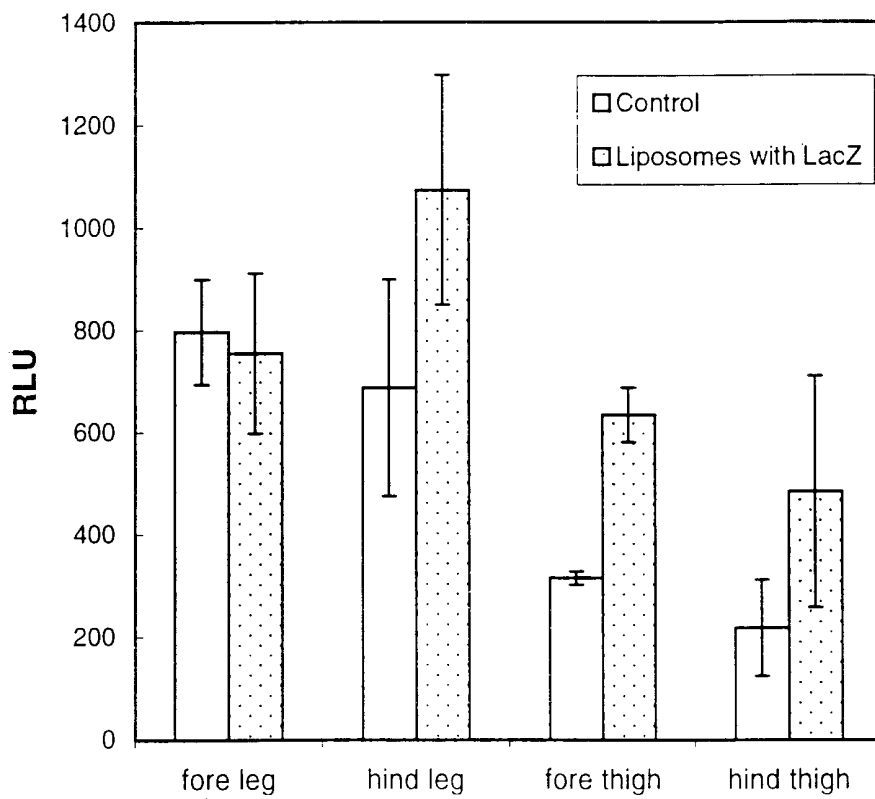 1400
1200
1000
800
600
400
200
0
RLU
Control
Liposomes with LacZ
fore leg
hind leg
fore thigh
hind thigh